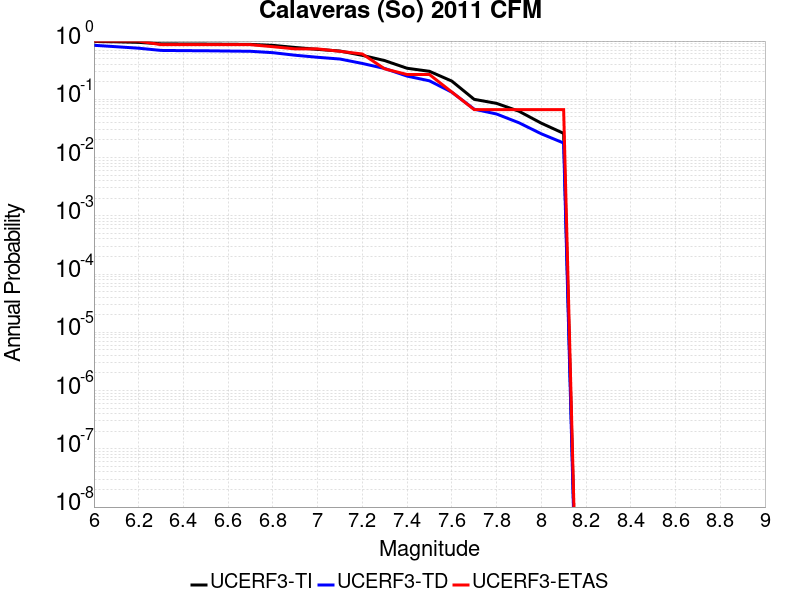 Calaveras (So) 2011 CFM
10^0
10^-1
10^-2
10^-3
10^-4
10^-5
10^-6
10^-7
10^-8
Annual Probability
6 6.2 6.4 6.6 6.8 7 7.2 7.4 7.6 7.8 8 8.2 8.4 8.6 8.8 9
Magnitude
UCERF3-TI UCERF3-TD UCERF3-ETAS